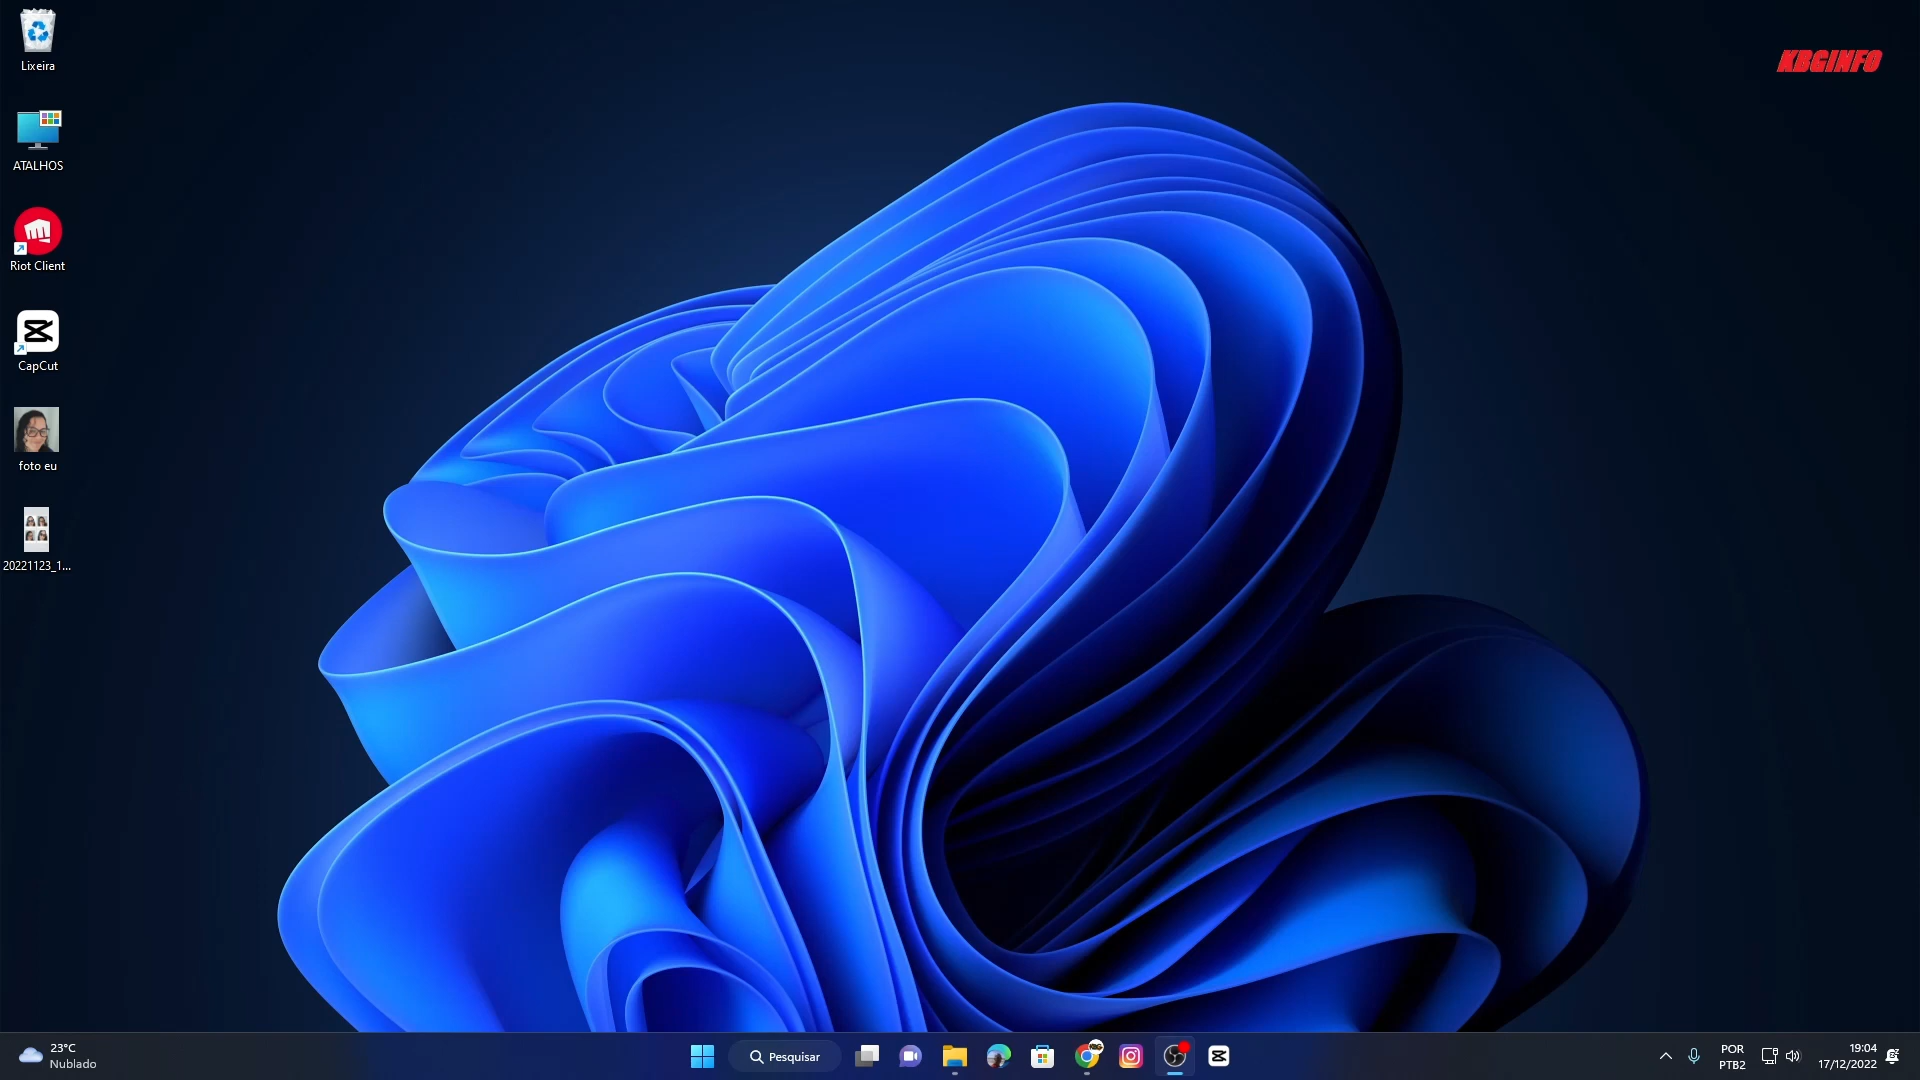 Lixeira
KBGINFO
ATALHOS
Riot Client
CapCut
foto eu
20221123_1...
23°C
Nublado
Pesquisar
POR
PTB2
19:04
17/12/2022